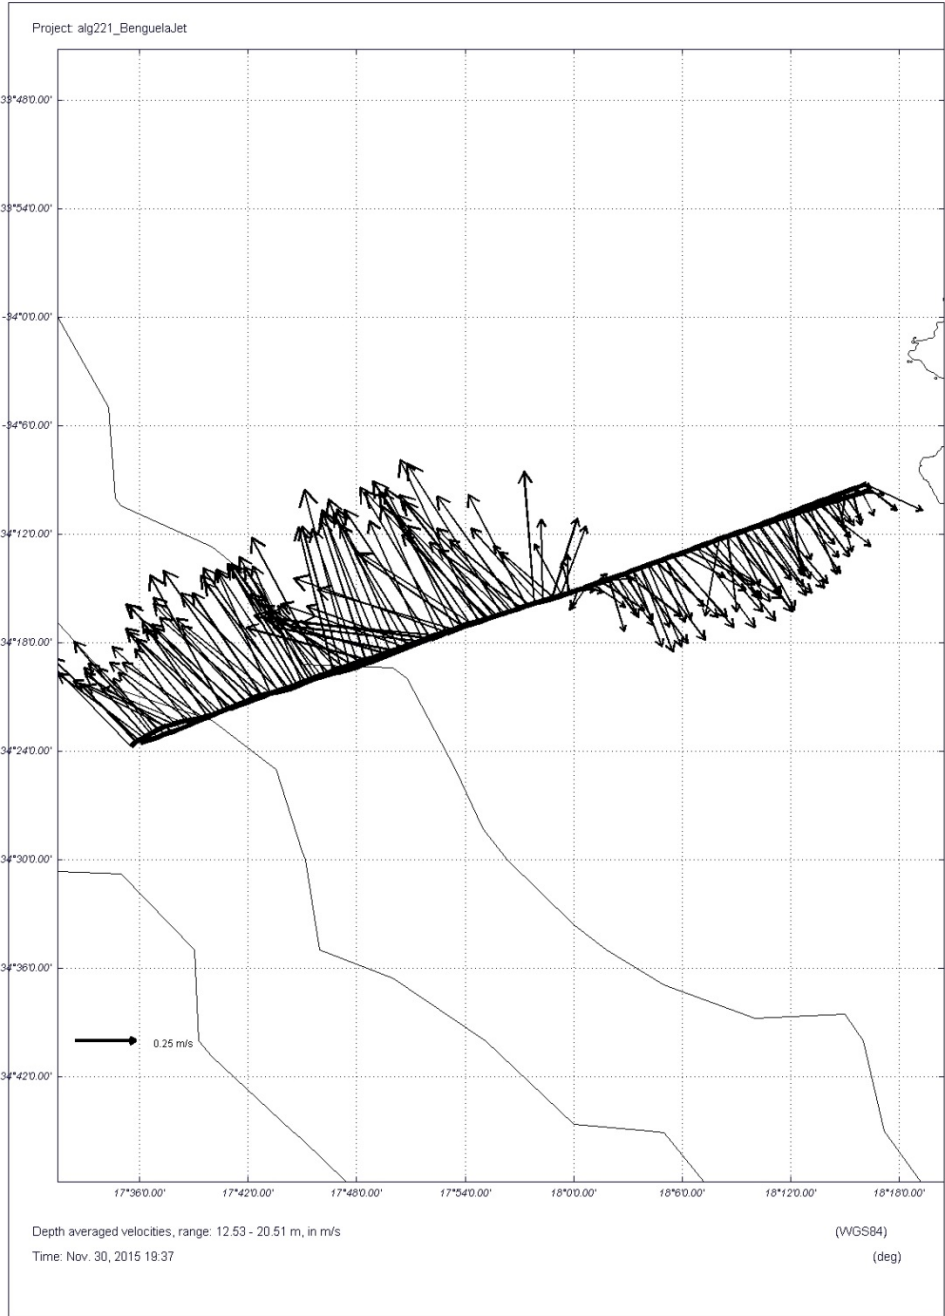 Project: alg221_BenguelaJet
33°48'0.00'
33°54'0.00'
-34°0'0.00'
-34°6'0.00'
34°12'0.00'
34°18'0.00'
34°24'0.00'
34°30'0.00'
34°36'0.00'
0.25 m/s
34°42'0.00'
17°36'0.00' 17°42'0.00' 17°48'0.00' 17°54'0.00' 18°0'0.00' 18°6'0.00' 18°12'0.00' 18°18'0.00'
Depth averaged velocities, range: 12.53 - 20.51 m, in m/s (WGS84)
Time: Nov. 30, 2015 19:37 (deg)